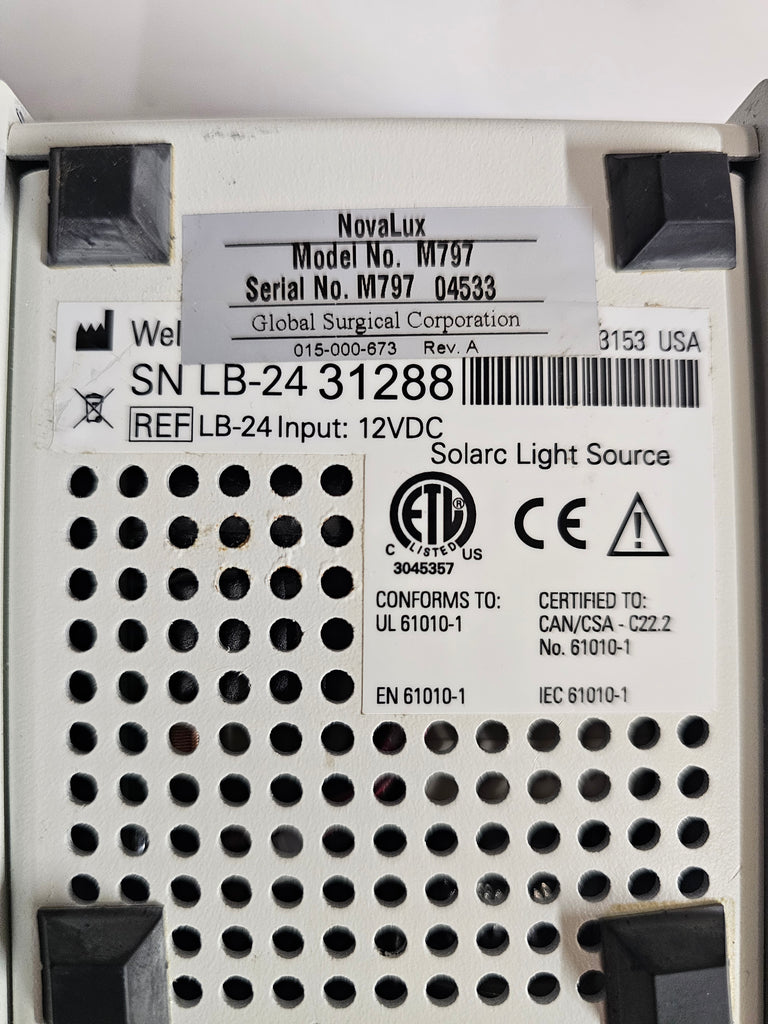 NovaLux
Model No. M797
Serial No. M797 04533
Global Surgical Corporation
015-000-673 Rev. A
Wel 3153 USA
SN LB-24 31288
REF LB-24 Input: 12VDC
Solarc Light Source
ETL ®
C LISTED US
3045357
CE
CONFORMS TO:
UL 61010-1
EN 61010-1
CERTIFIED TO:
CAN/CSA - C22.2
No. 61010-1
IEC 61010-1